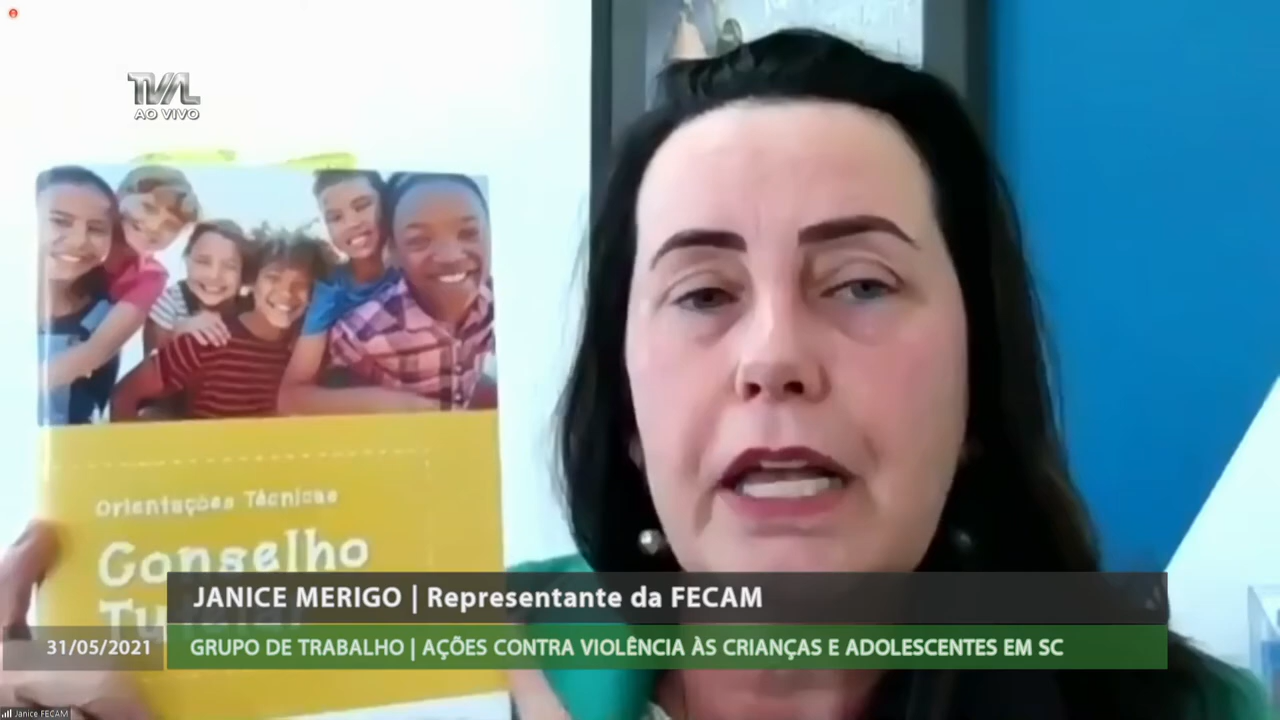 TVAL
AO VIVO
Orientações Técnicas
Conselho
JANICE MERIGO | Representante da FECAM
31/05/2021
GRUPO DE TRABALHO | AÇÕES CONTRA VIOLÊNCIA ÀS CRIANÇAS E ADOLESCENTES EM SC
Janice FECAM